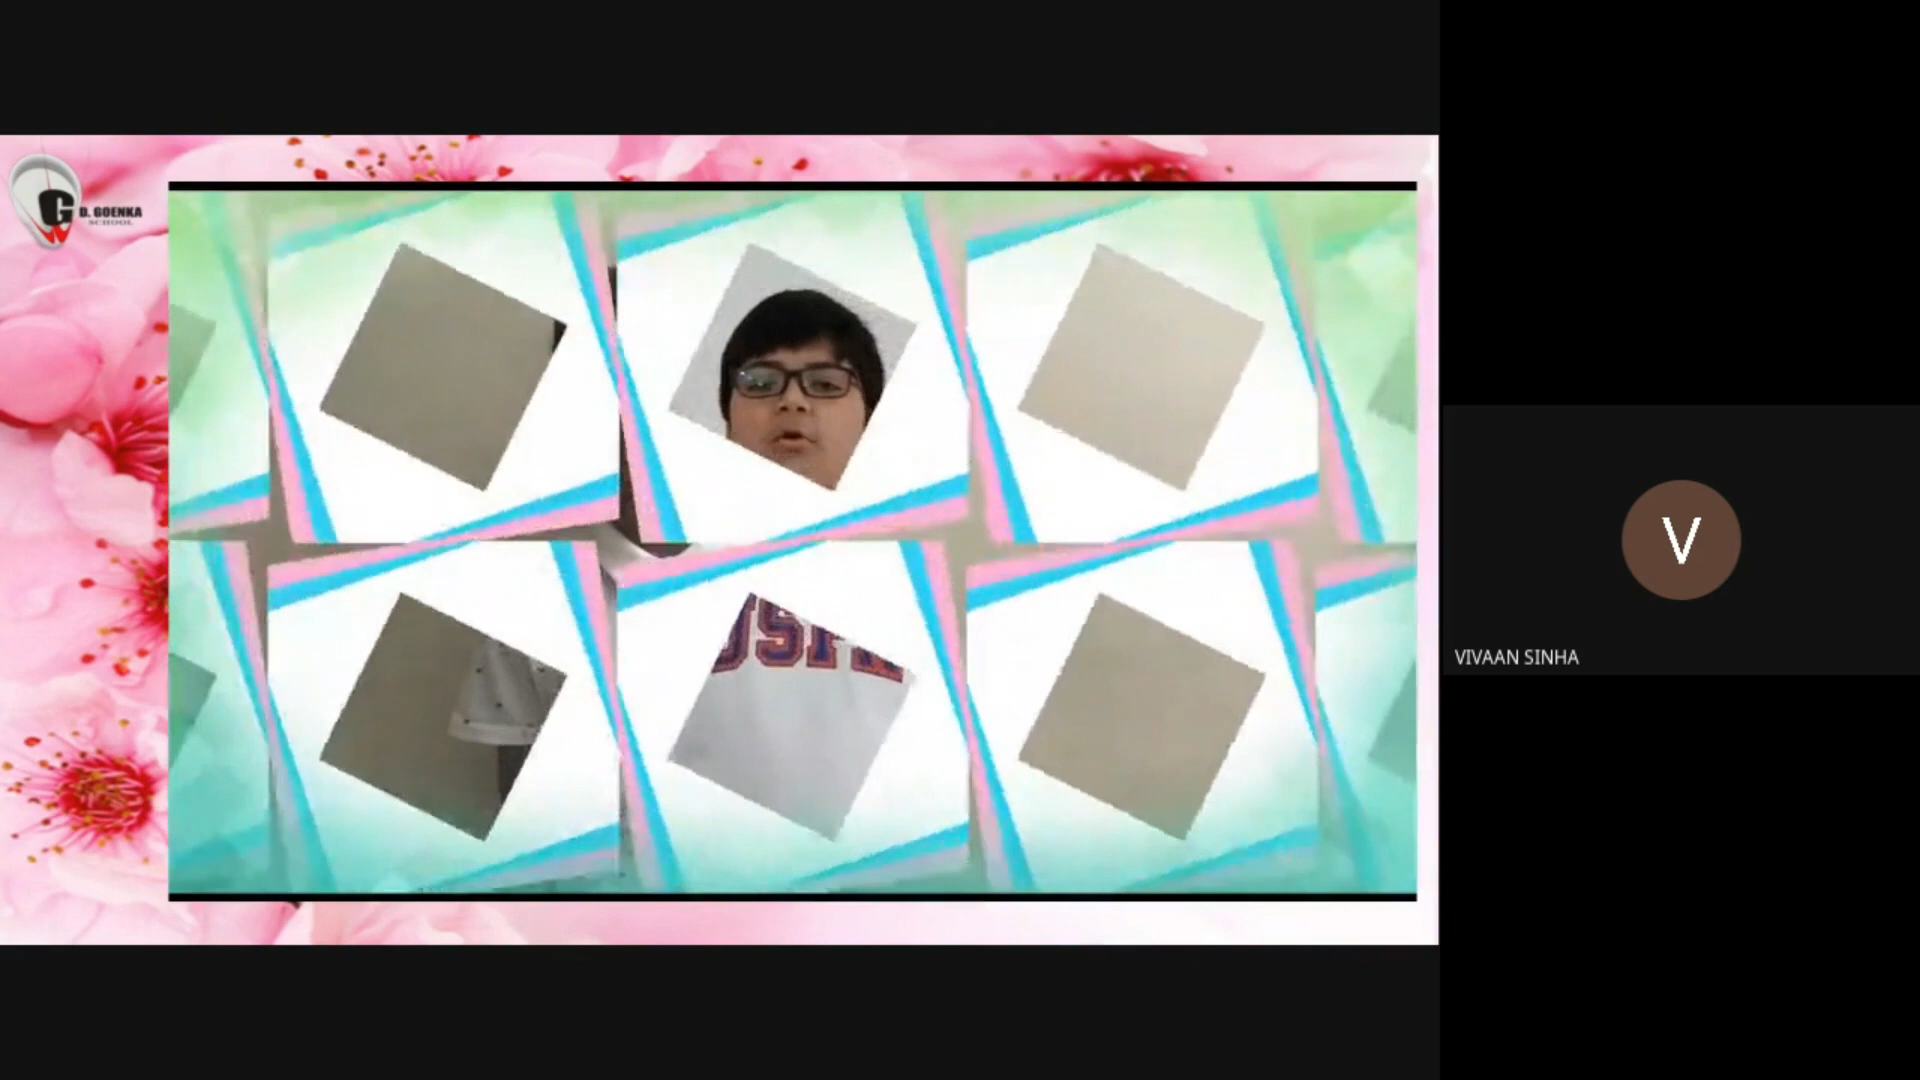 G
D. GOENKA
SCHOOL
V
VIVAAN SINHA